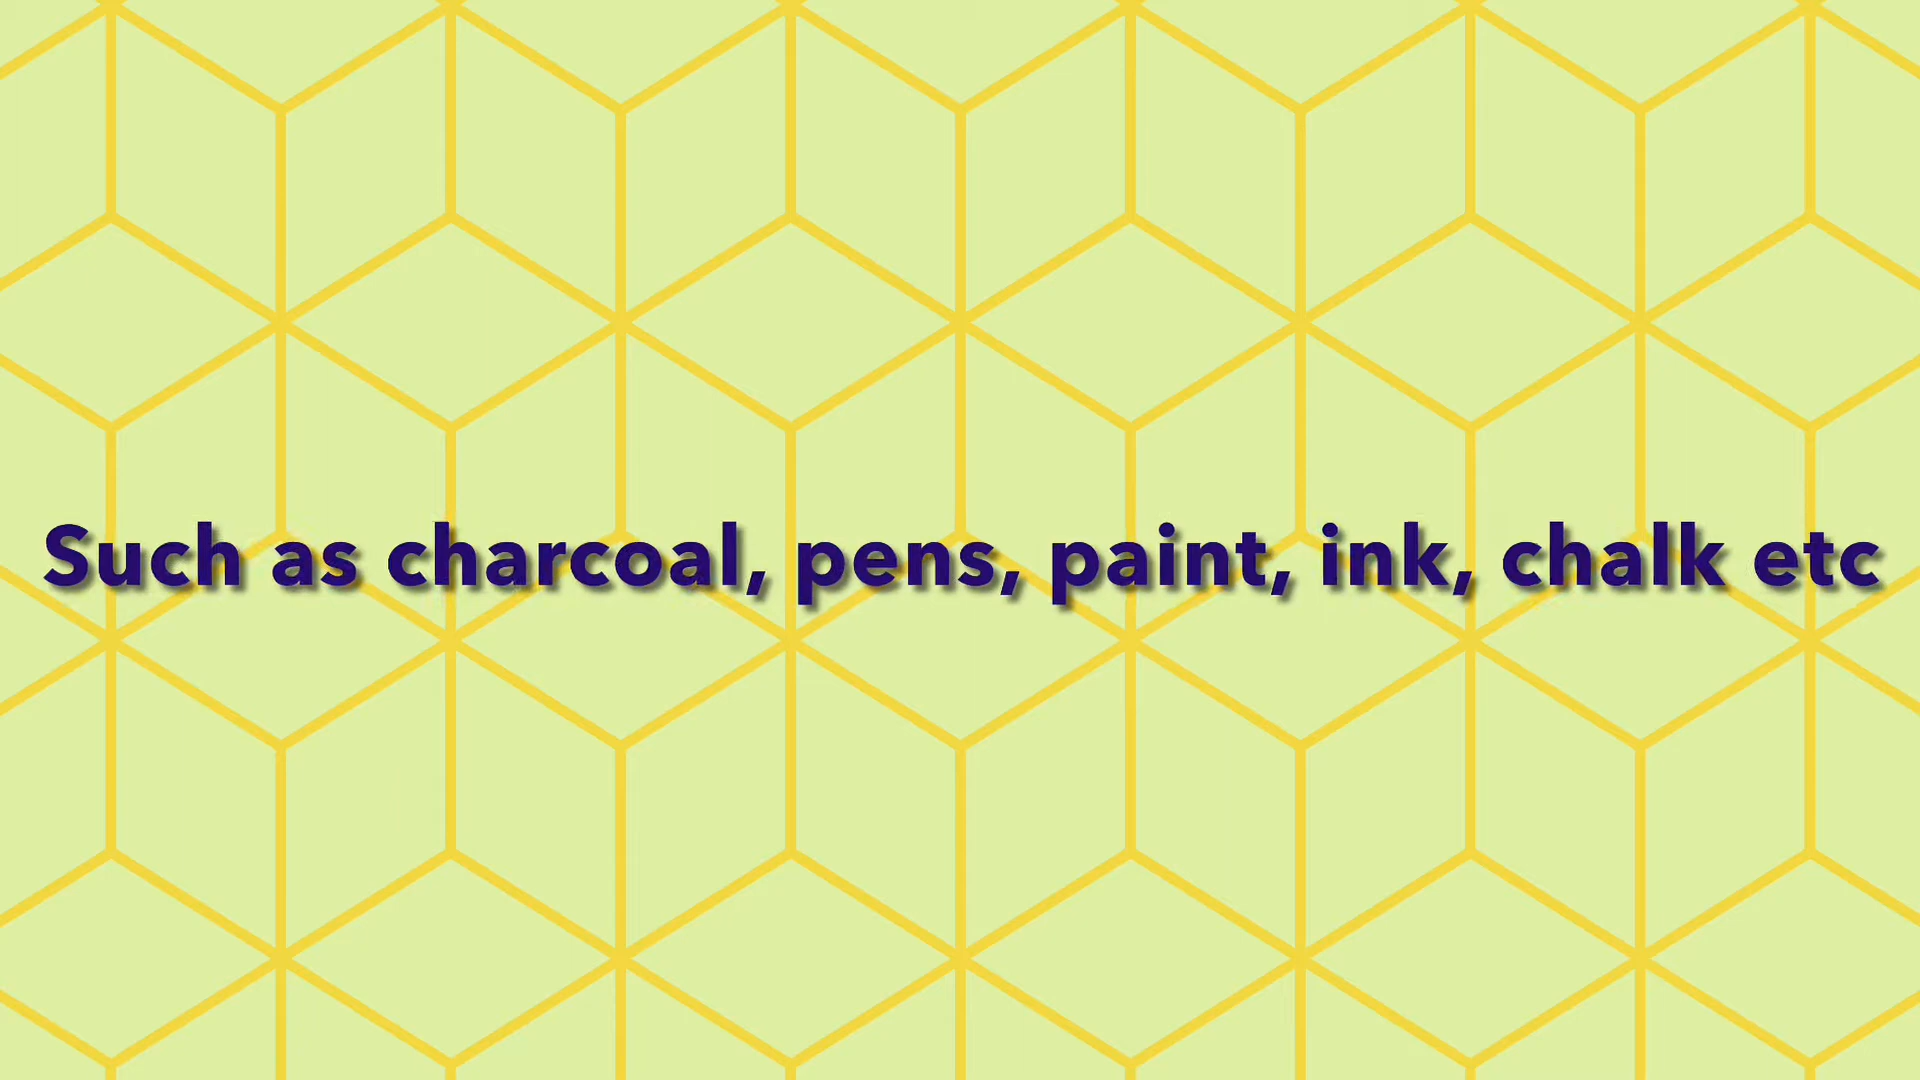 Such as charcoal, pens, paint, ink, chalk etc